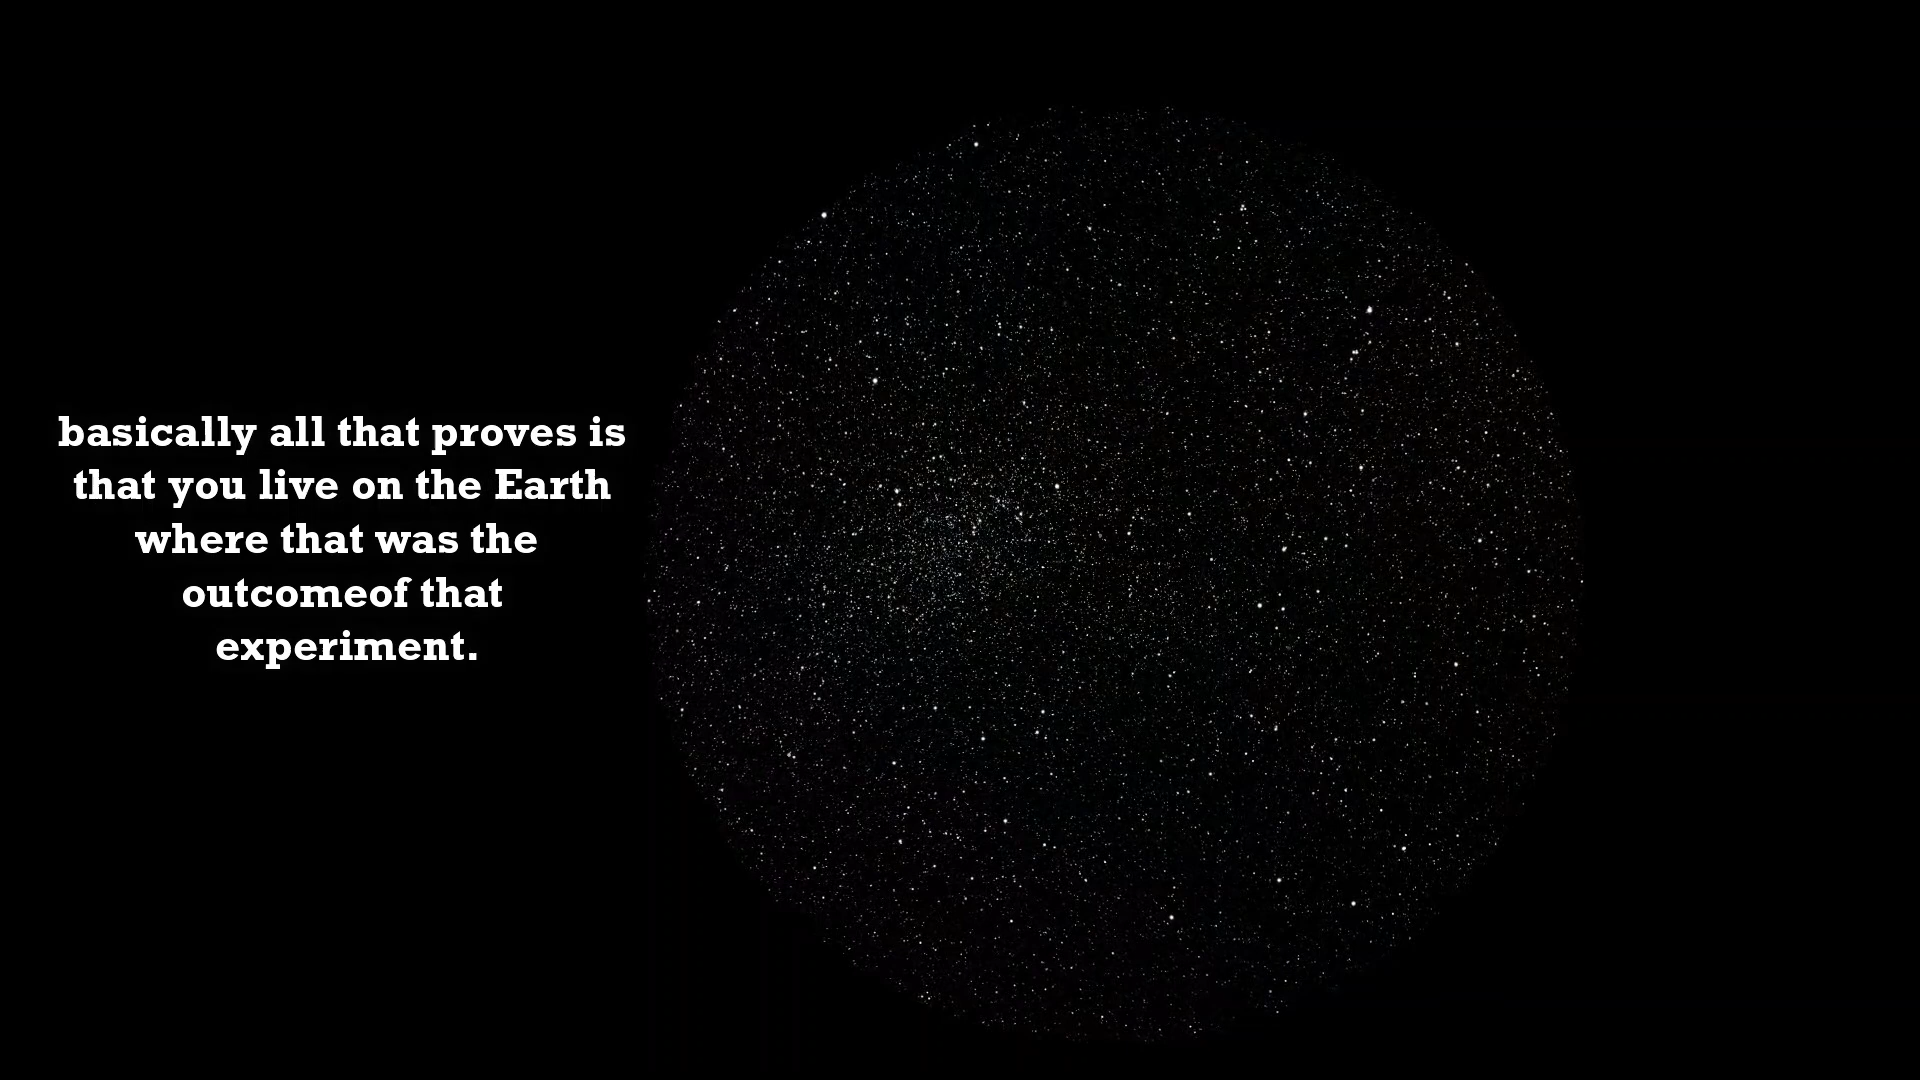 basically all that proves is
that you live on the Earth
where that was the
outcomeof that
experiment.